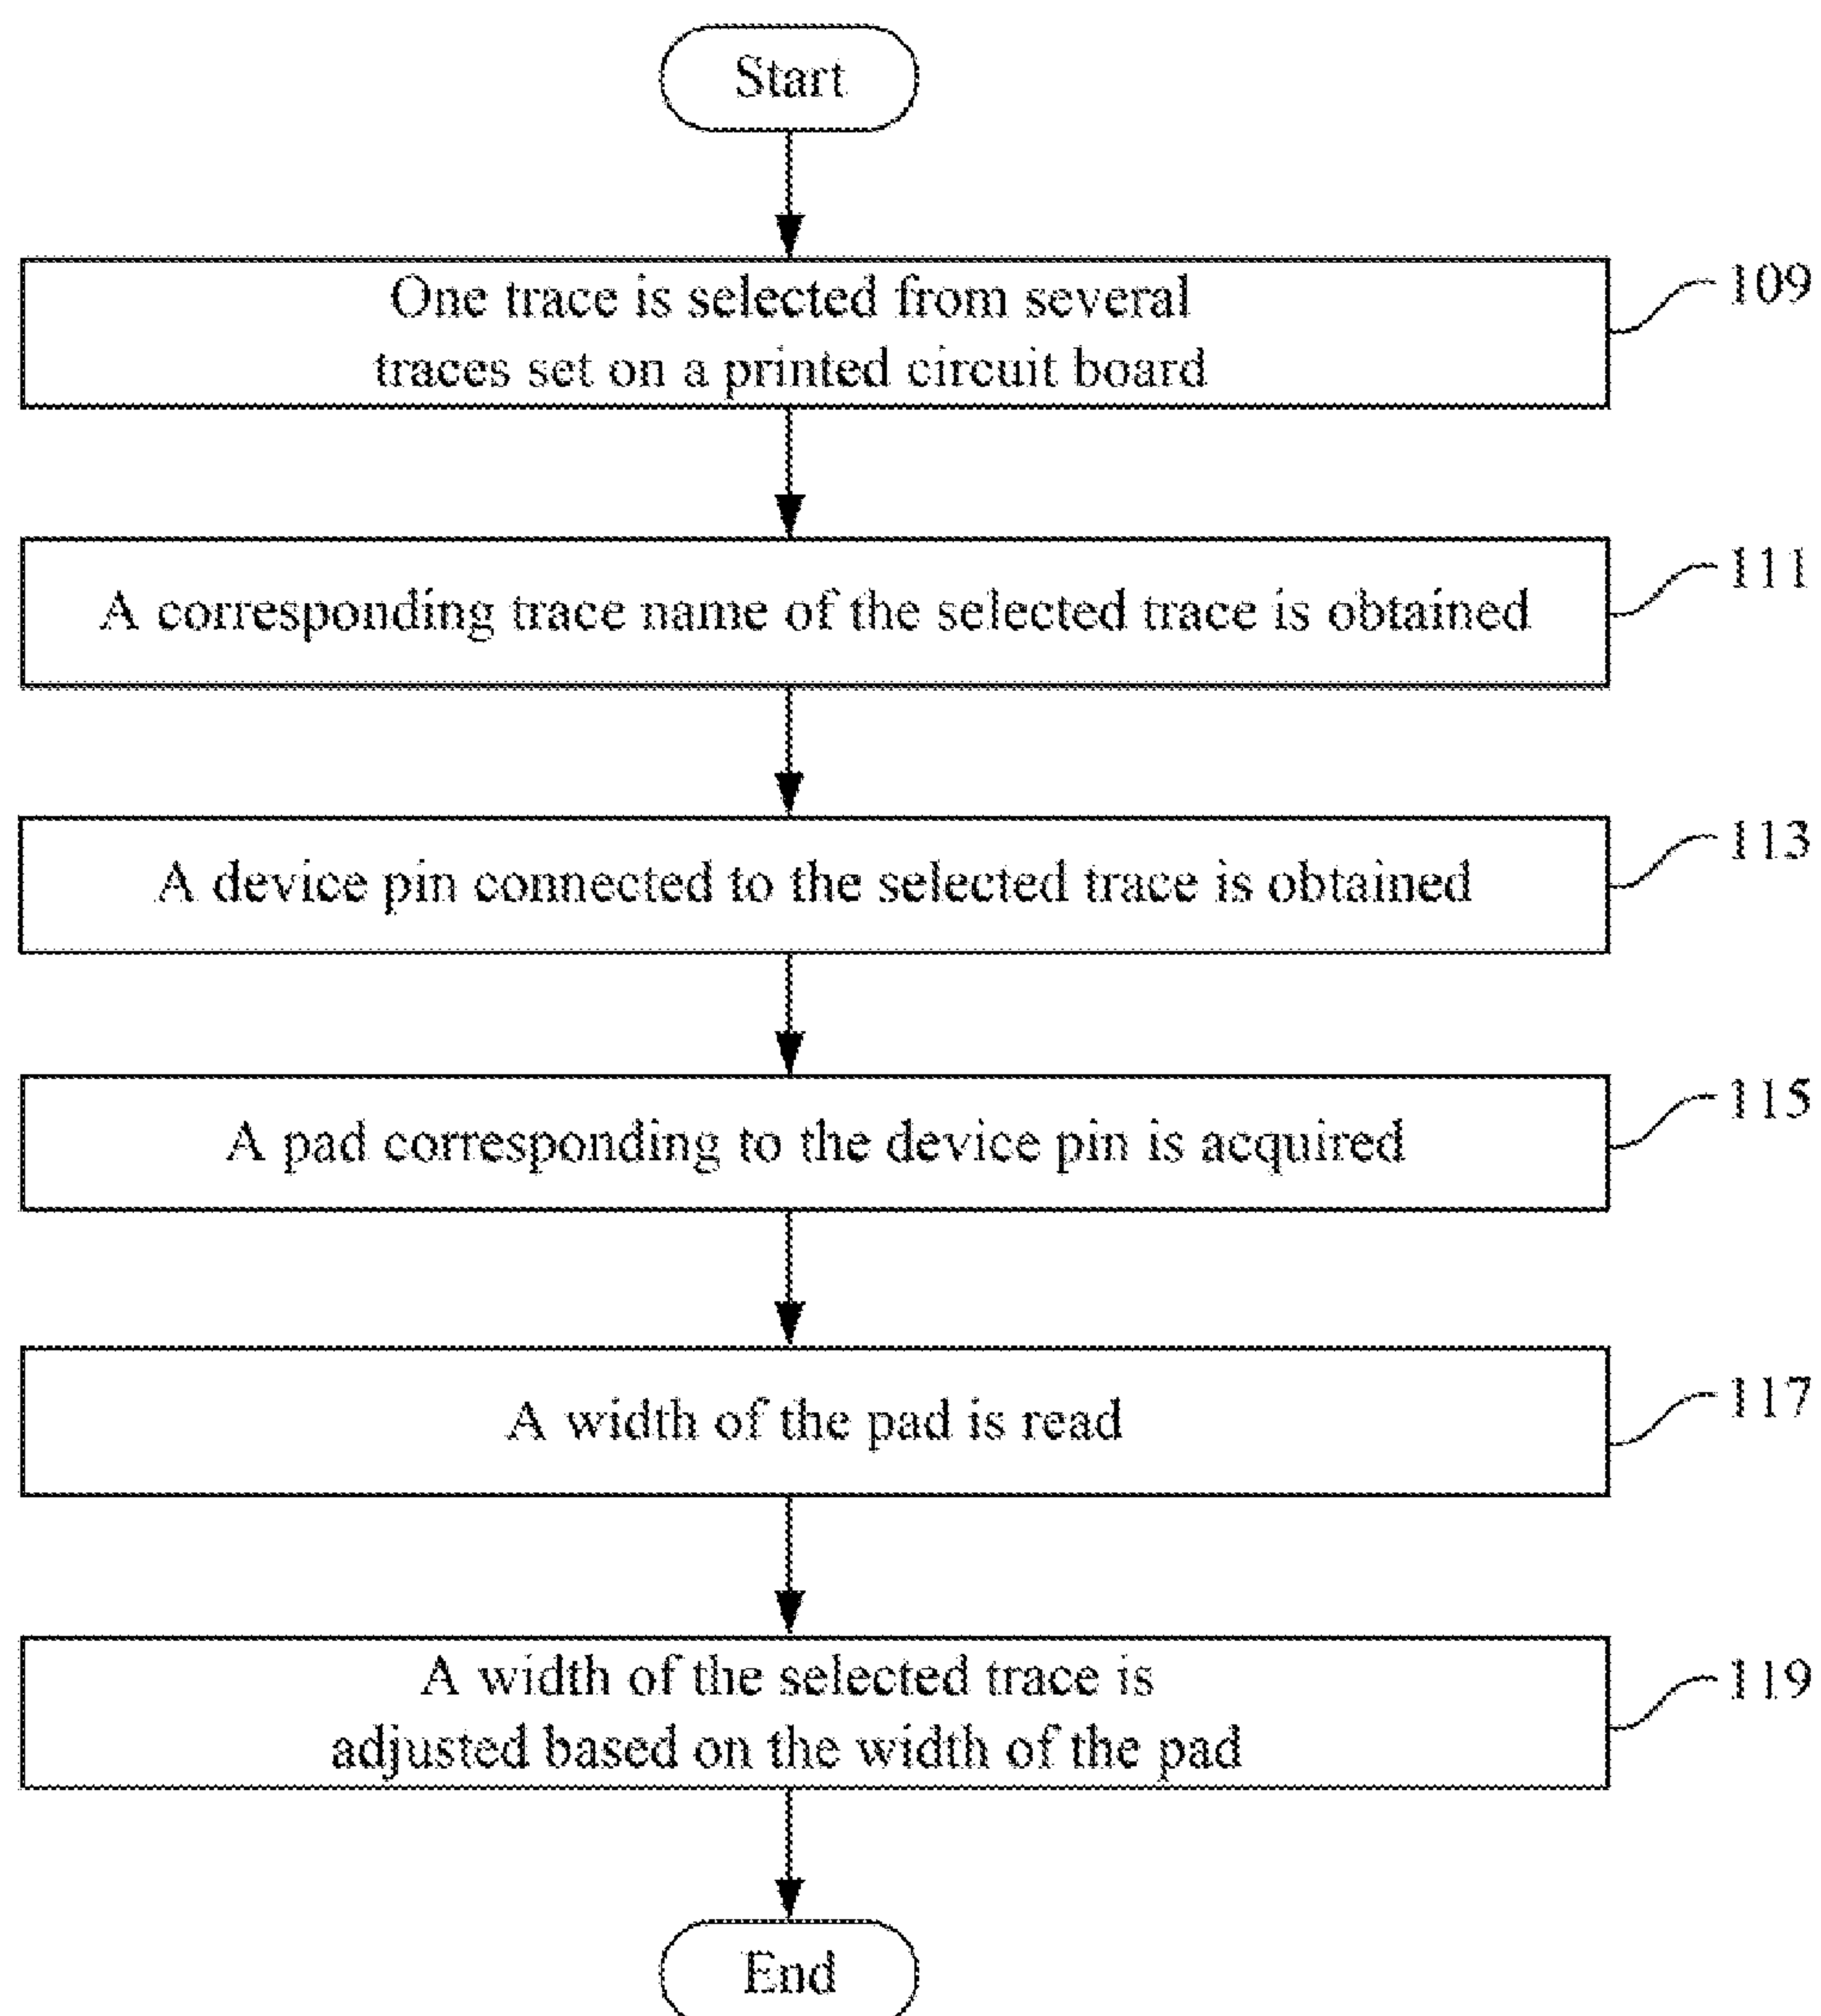 Start
One trace is selected from several
traces set on a printed circuit board
109
A corresponding trace name of the selected trace is obtained
111
A device pin connected to the selected trace is obtained
113
A pad corresponding to the device pin is acquired
115
A width of the pad is read
117
A width of the selected trace is
adjusted based on the width of the pad
119
End